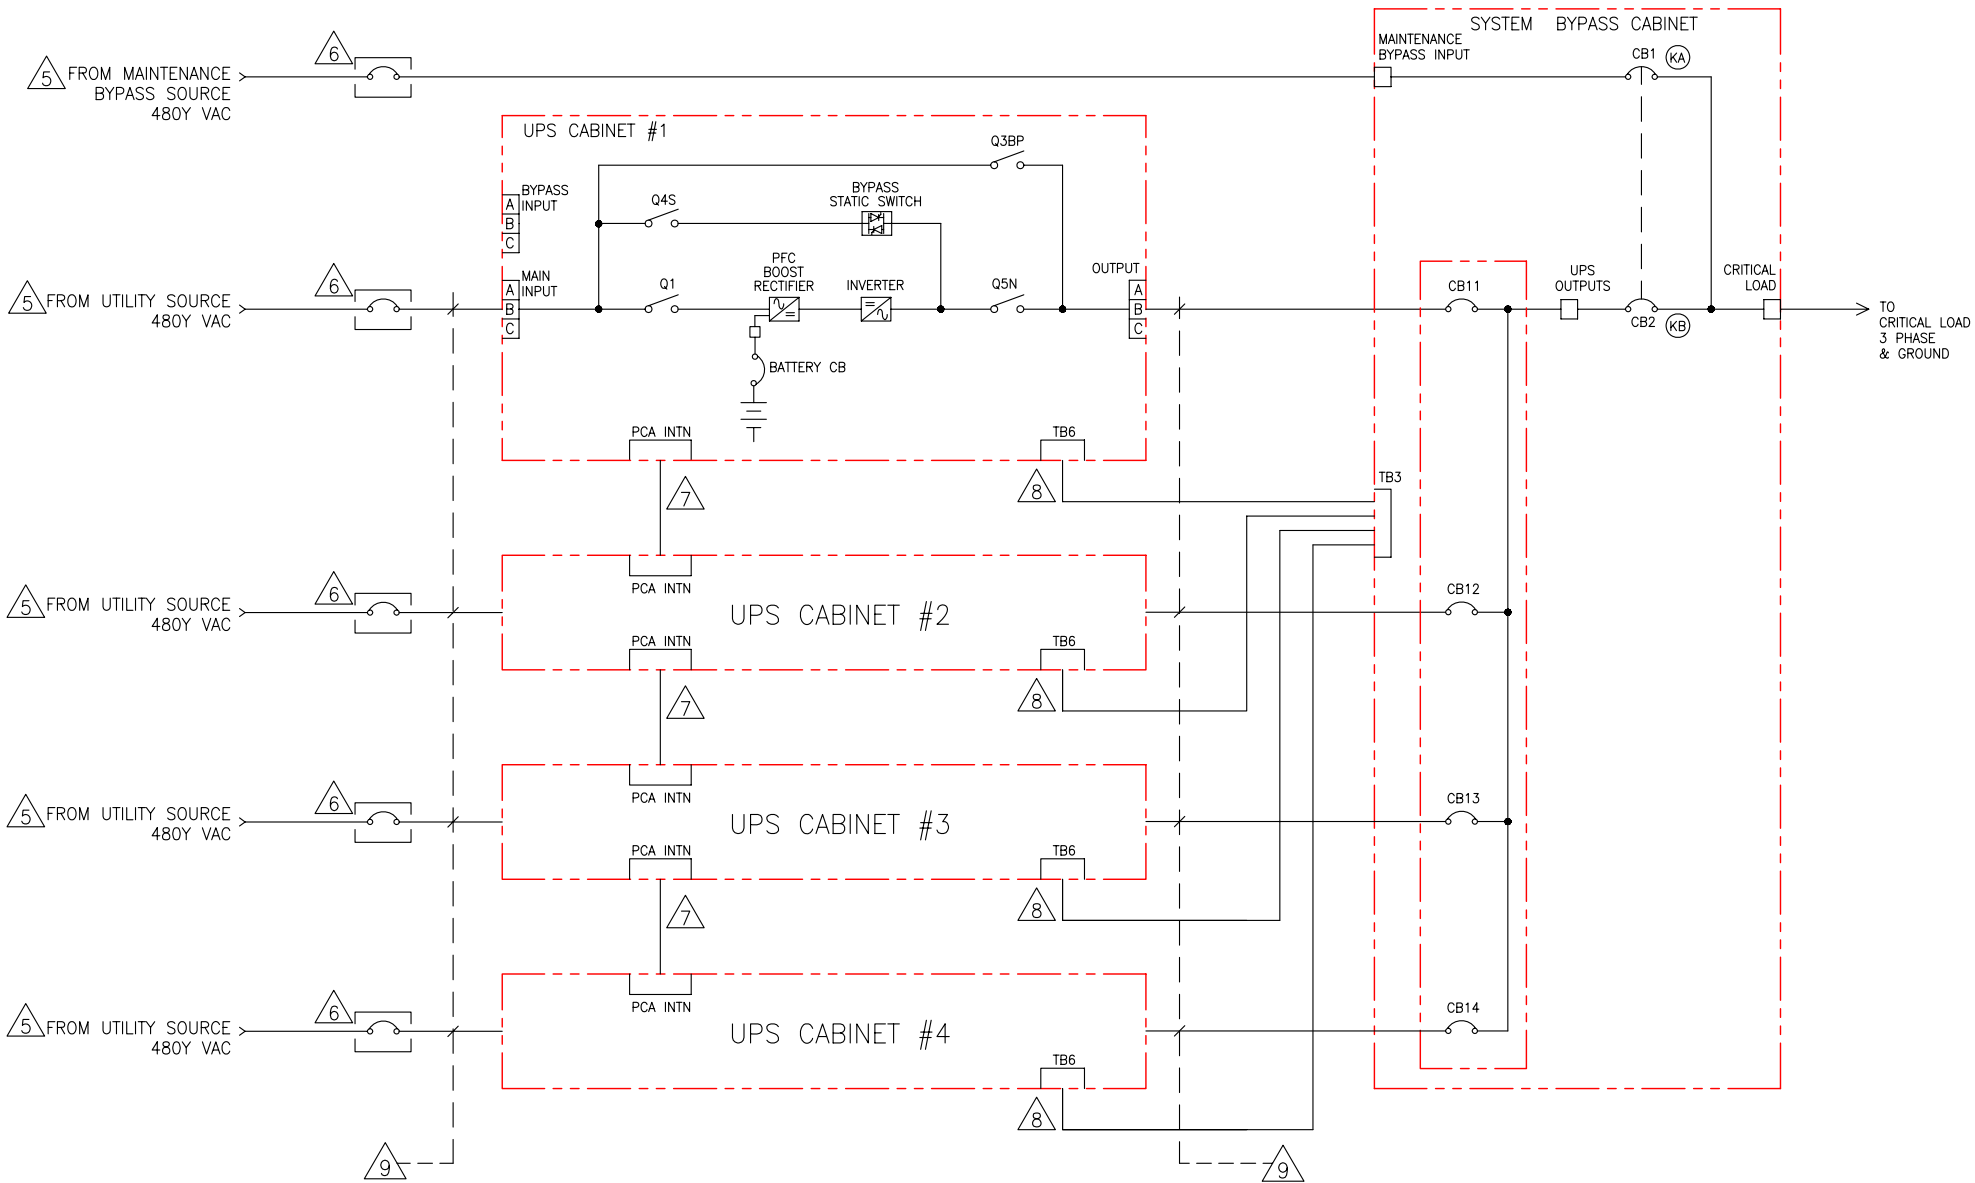 SYSTEM BYPASS CABINET
MAINTENANCE
BYPASS INPUT
CB1
KA
6
5
FROM MAINTENANCE
BYPASS SOURCE
480Y VAC
UPS CABINET #1
Q3BP
BYPASS
INPUT
A
B
C
Q4S
BYPASS
STATIC SWITCH
5
FROM UTILITY SOURCE
480Y VAC
6
MAIN
INPUT
A
B
C
Q1
PFC
BOOST
RECTIFIER
INVERTER
Q5N
OUTPUT
A
B
C
BATTERY CB
CB11
UPS
OUTPUTS
CB2
KB
CRITICAL
LOAD
TO
CRITICAL LOAD
3 PHASE
& GROUND
PCA INTN
TB6
7
8
TB3
5
FROM UTILITY SOURCE
480Y VAC
6
PCA INTN
UPS CABINET #2
PCA INTN
TB6
CB12
7
8
5
FROM UTILITY SOURCE
480Y VAC
6
PCA INTN
UPS CABINET #3
PCA INTN
TB6
CB13
7
8
5
FROM UTILITY SOURCE
480Y VAC
6
PCA INTN
UPS CABINET #4
TB6
CB14
8
9
9